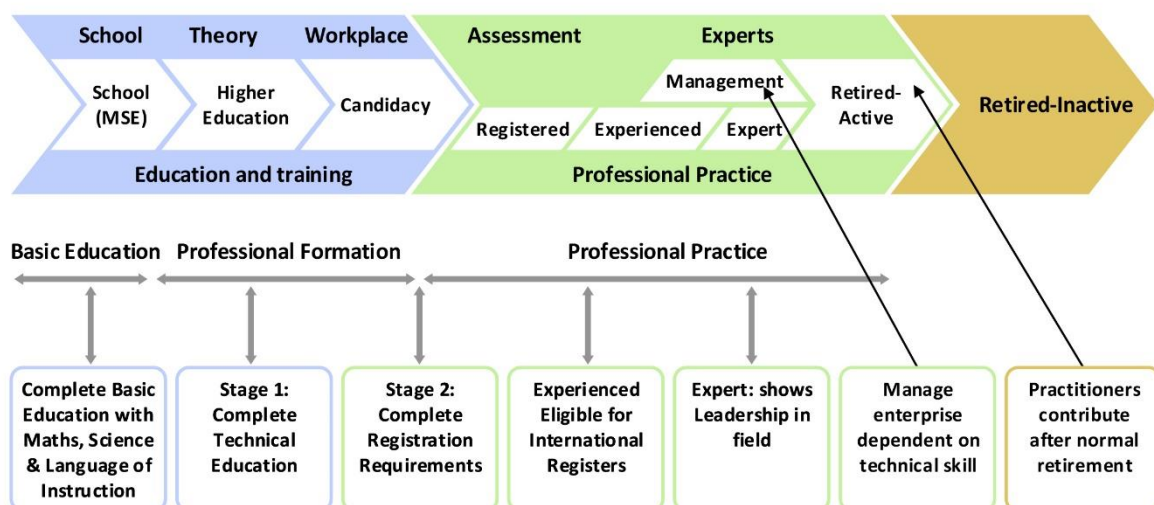 School Theory Workplace Assessment Experts
School
(MSE)
Higher
Education
Candidacy
Management
Registered Experienced Expert
Retired-
Active
Retired-Inactive
Education and training Professional Practice
Basic Education Professional Formation Professional Practice
Complete Basic
Education with
Maths, Science
& Language of
Instruction
Stage 1:
Complete
Technical
Education
Stage 2:
Complete
Registration
Requirements
Experienced
Eligible for
International
Registers
Expert: shows
Leadership in
field
Manage
enterprise
dependent on
technical skill
Practitioners
contribute
after normal
retirement